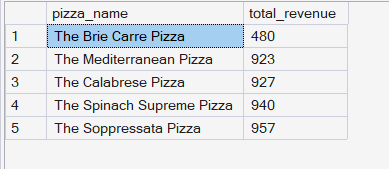 pizza_name total_revenue
1 The Brie Carre Pizza 480
2 The Mediterranean Pizza 923
3 The Calabrese Pizza 927
4 The Spinach Supreme Pizza 940
5 The Soppressata Pizza 957